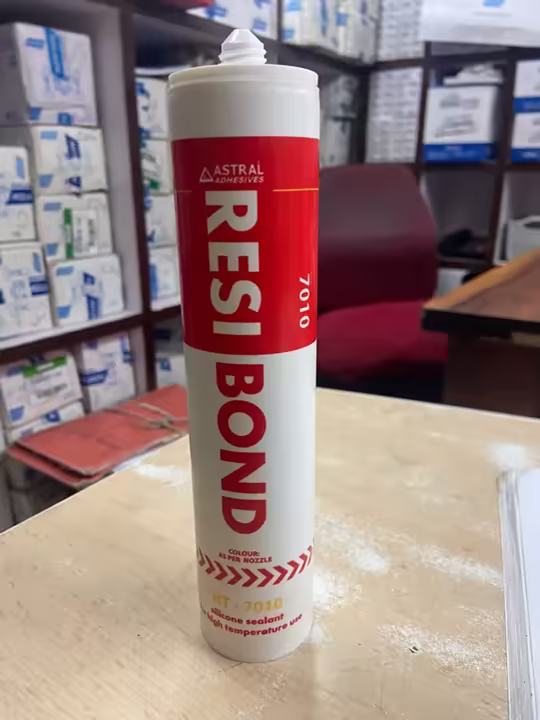 ASTRAL
ADHESIVES
RESI BOND
7010
COLOUR:
AS PER NOZZLE
HT - 7010
silicone sealant
high temperature use